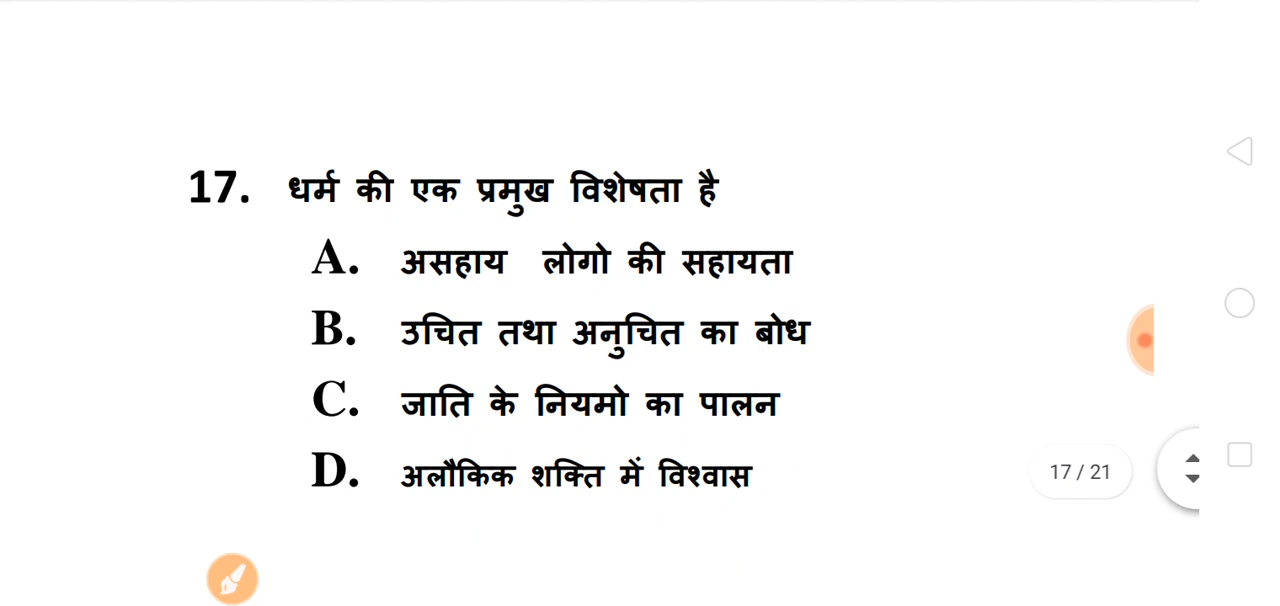 17. धर्म की एक प्रमुख विशेषता है
A. असहाय लोगो की सहायता
B. उचित तथा अनुचित का बोध
C. जाति के नियमो का पालन
D. अलौकिक शक्ति में विश्वास
17 / 21